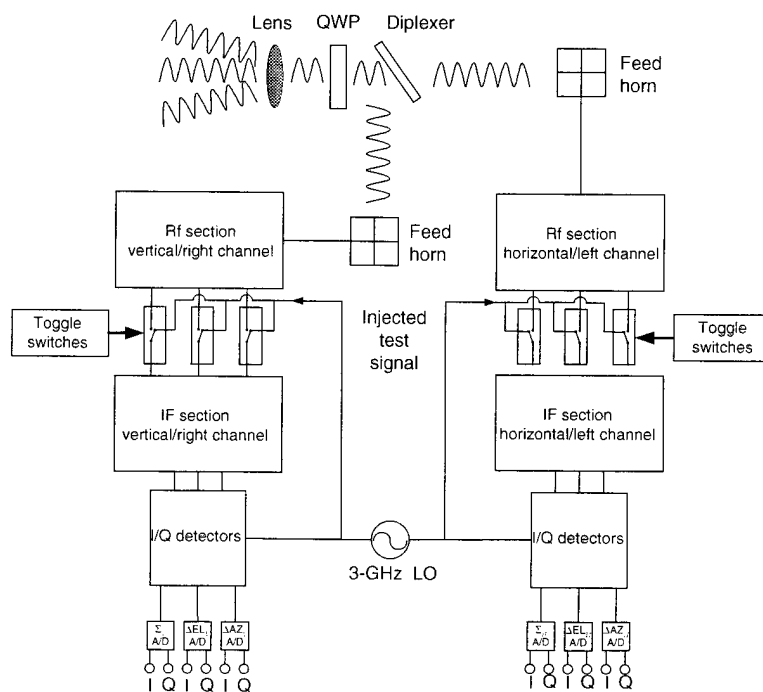 Lens QWP Diplexer
Feed
horn
Rf section
vertical/right channel
Feed
horn
Rf section
horizontal/left channel
Toggle
switches
Injected
test
signal
Toggle
switches
IF section
vertical/right channel
IF section
horizontal/left channel
I/Q detectors
3-GHz LO
I/Q detectors
Σ
A/D
ΔEL
A/D
ΔAZ
A/D
I Q I Q I Q
Σ
A/D
ΔEL
A/D
ΔAZ
A/D
I Q I Q I Q